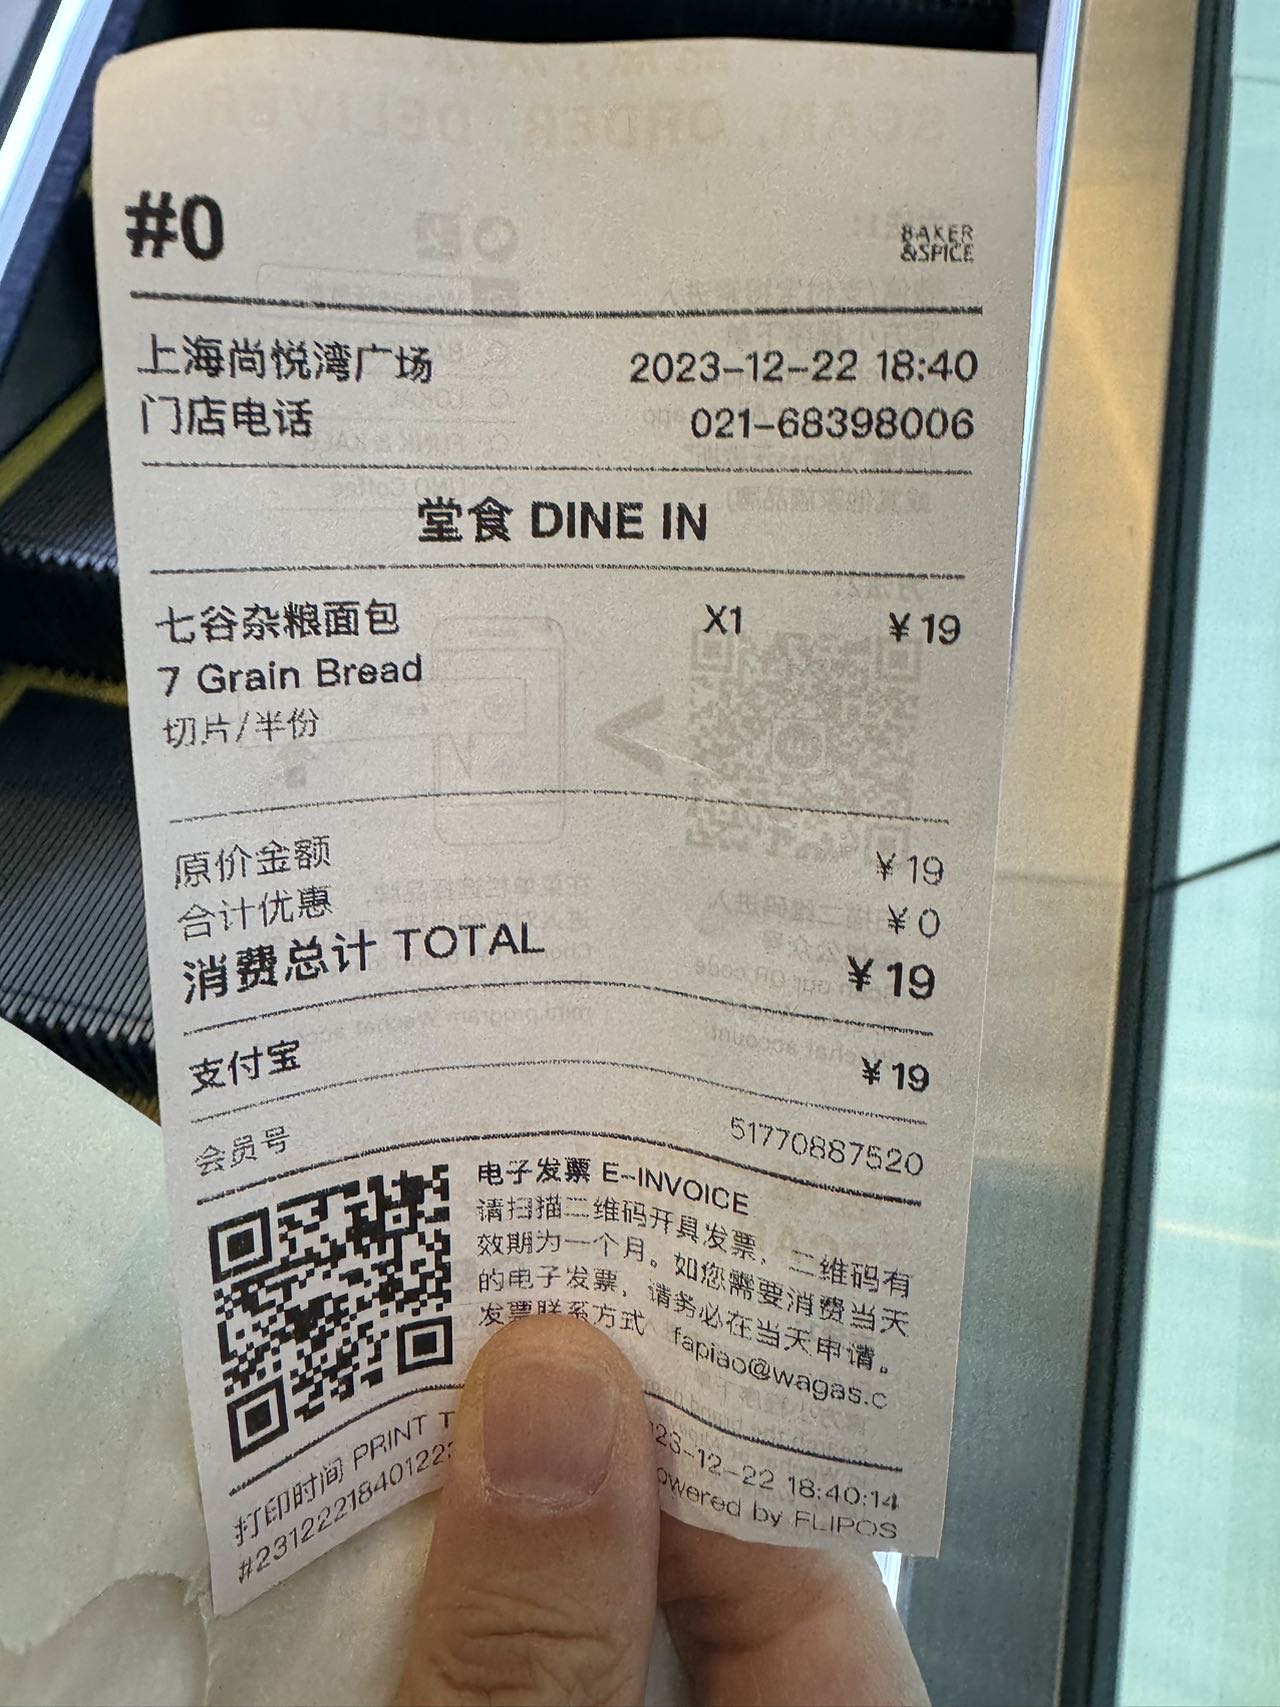 #0
BAKER
&SPICE
上海尚悦湾广场 2023-12-22 18:40
门店电话 021-68398006
堂食 DINE IN
七谷杂粮面包 X1 ¥19
7 Grain Bread
切片/半份
原价金额 ¥19
合计优惠 ¥0
消费总计 TOTAL ¥19
支付宝 ¥19
会员号 51770887520
电子发票 E-INVOICE
请扫描二维码开具发票，二维码有
效期为一个月。如您需要消费当天
的电子发票，请务必在当天申请。
发票联系方式 fapiao@wagas.c
打印时间 PRINT T 23-12-22 18:40:14
#23122218401223 owered by FLIPOS